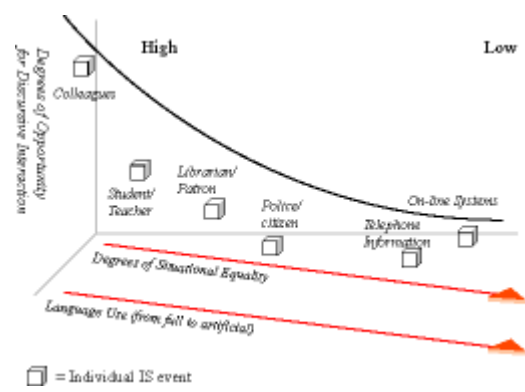 High
Low
Degrees of Opportunity
for Discursive Interaction
Colleagues
Student/
Teacher
Librarian/
Patron
Police/
citizen
On-line Systems
Telephone
Information
Degrees of Situational Equality
Language Use (from full to artificial)
= Individual IS event